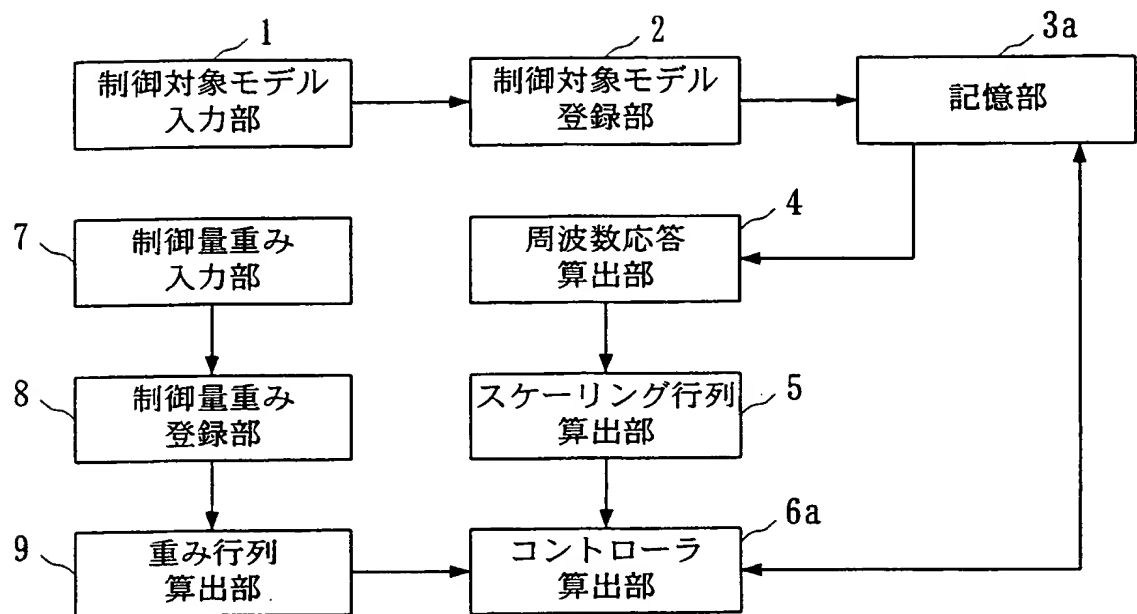 1
2
3a
制御対象モデル
入力部
制御対象モデル
登録部
記憶部
7
4
制御量重み
入力部
周波数応答
算出部
8
5
制御量重み
登録部
スケーリング行列
算出部
9
6a
重み行列
算出部
コントローラ
算出部